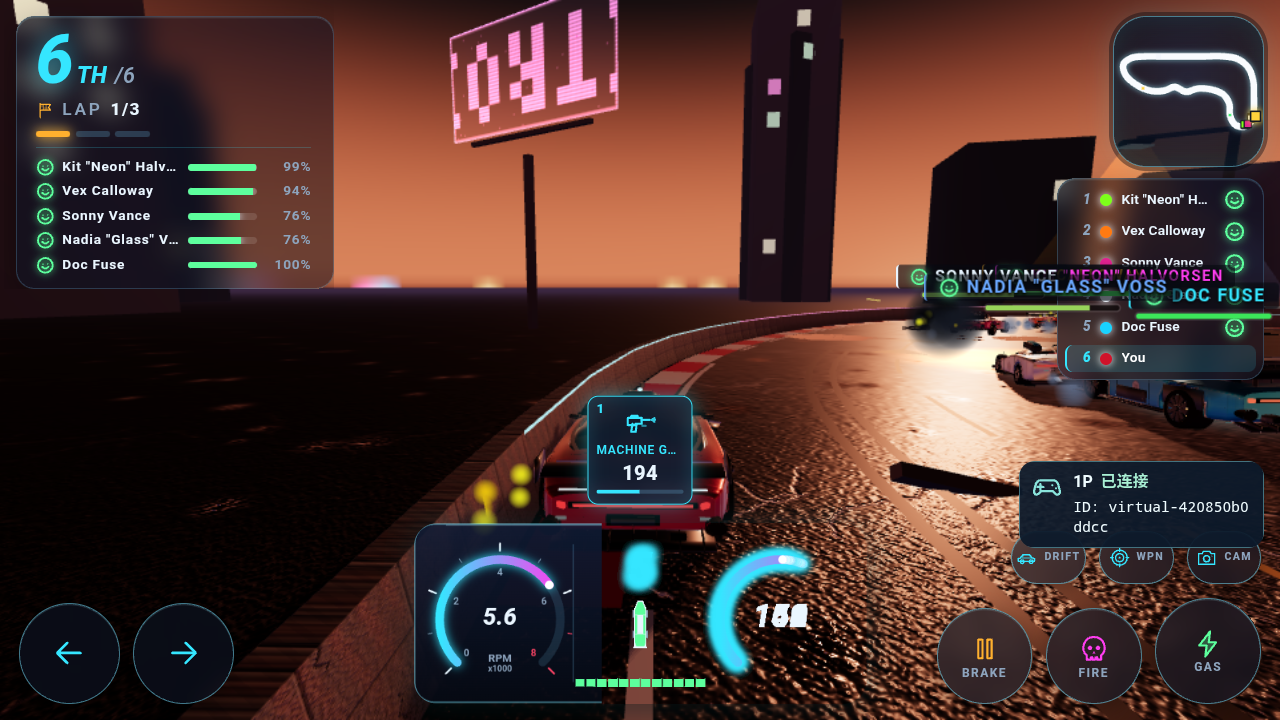 6TH /6
LAP 1/3
Kit "Neon" Halv... 99%
Vex Calloway 94%
Sonny Vance 76%
Nadia "Glass" V... 76%
Doc Fuse 100%
1 Kit "Neon" H...
2 Vex Calloway
3 Sonny Vance
SONNY VANCE "NEON" HALVORSEN
NADIA "GLASS" VOSS
DOC FUSE
5 Doc Fuse
6 You
1
MACHINE G...
194
1P 已连接
ID: virtual-420850b0
ddcc
DRIFT
WPN
CAM
0 2 4 6 8
5.6
RPM
x1000
BRAKE
FIRE
GAS